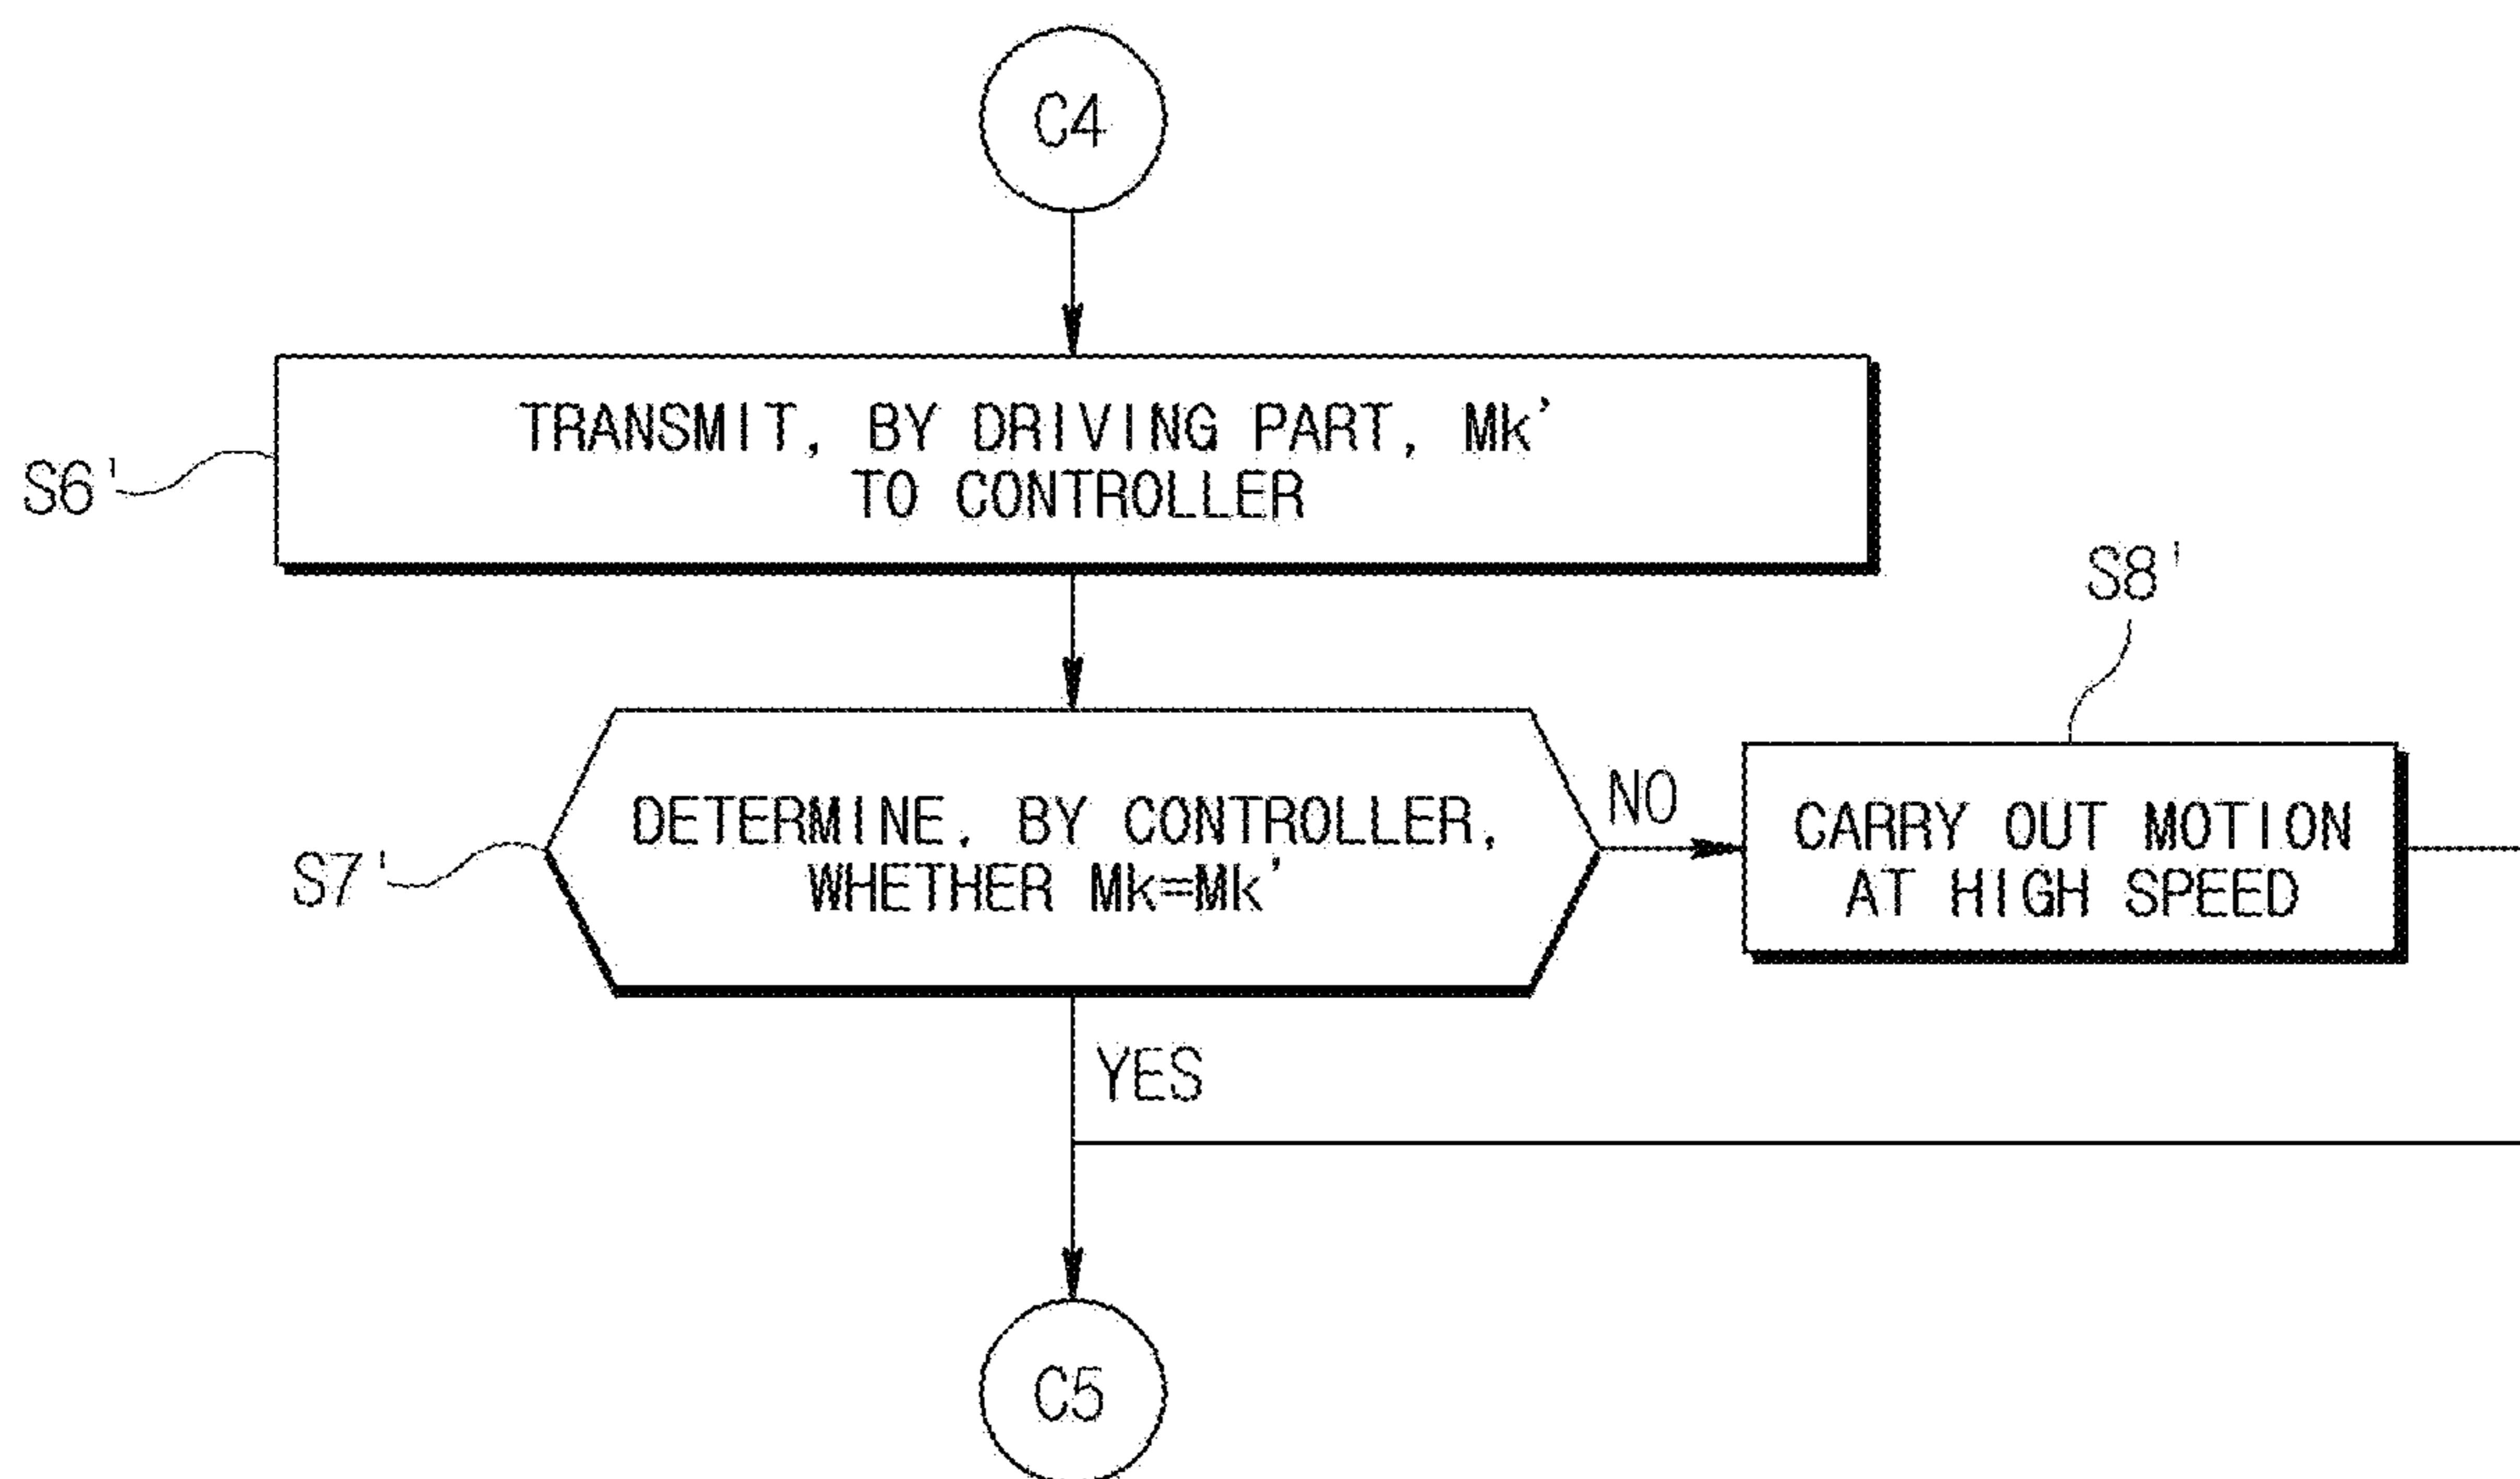 C4
TRANSMIT, BY DRIVING PART, Mk'
TO CONTROLLER
S6'
S8'
DETERMINE, BY CONTROLLER,
WHETHER Mk=Mk'
S7'
NO
CARRY OUT MOTION
AT HIGH SPEED
YES
C5